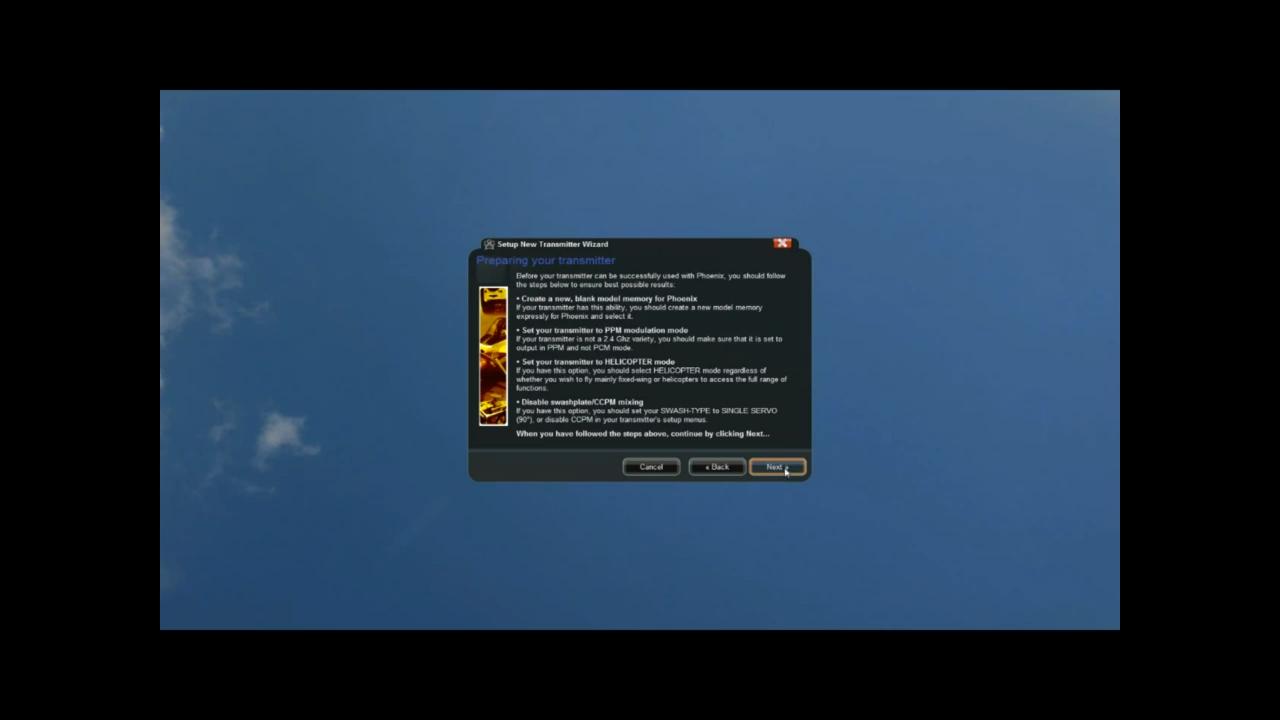 Setup New Transmitter Wizard
Preparing your transmitter
Before your transmitter can be successfully used with Phoenix, you should follow
the steps below to ensure best possible results:
• Create a new, blank model memory for Phoenix
If your transmitter has this ability, you should create a new model memory
expressly for Phoenix and select it.
• Set your transmitter to PPM modulation mode
If your transmitter is not a 2.4 Ghz variety, you should make sure that it is set to
output in PPM and not PCM mode.
• Set your transmitter to HELICOPTER mode
If you have this option, you should select HELICOPTER mode regardless of
whether you wish to fly mainly fixed-wing or helicopters to access the full range of
functions.
• Disable swashplate/CCPM mixing
If you have this option, you should set your SWASH-TYPE to SINGLE SERVO
(90°), or disable CCPM in your transmitter's setup menus.
When you have followed the steps above, continue by clicking Next...
Cancel
« Back
Next »